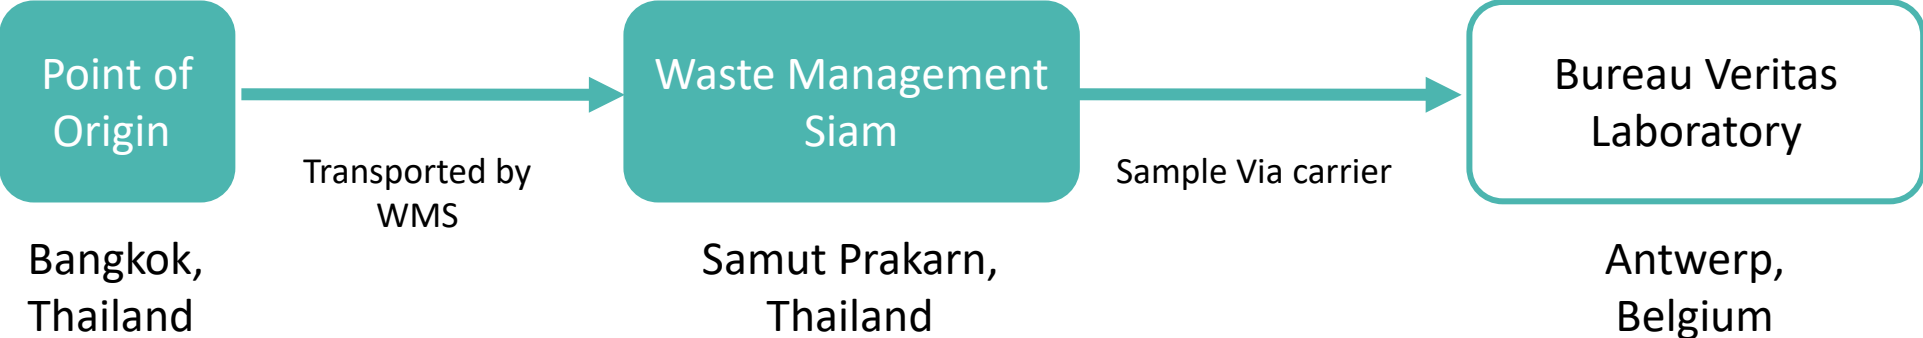 Point of
Origin
Transported by
WMS
Waste Management
Siam
Sample Via carrier
Bureau Veritas
Laboratory
Bangkok,
Thailand
Samut Prakarn,
Thailand
Antwerp,
Belgium